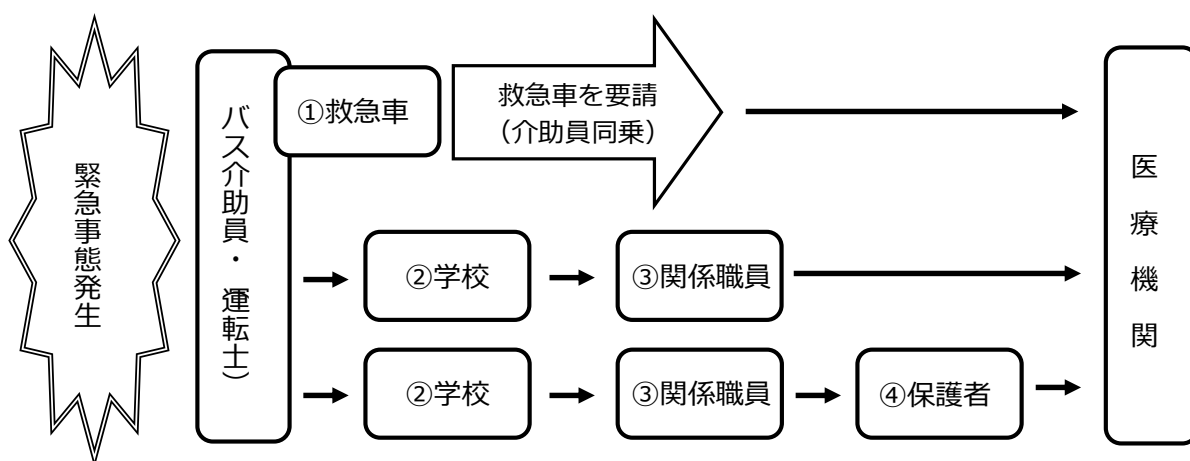 緊急事態発生
バス介助員・運転士)
①救急車
救急車を要請
(介助員同乗)
②学校
③関係職員
②学校
③関係職員
④保護者
医療機関